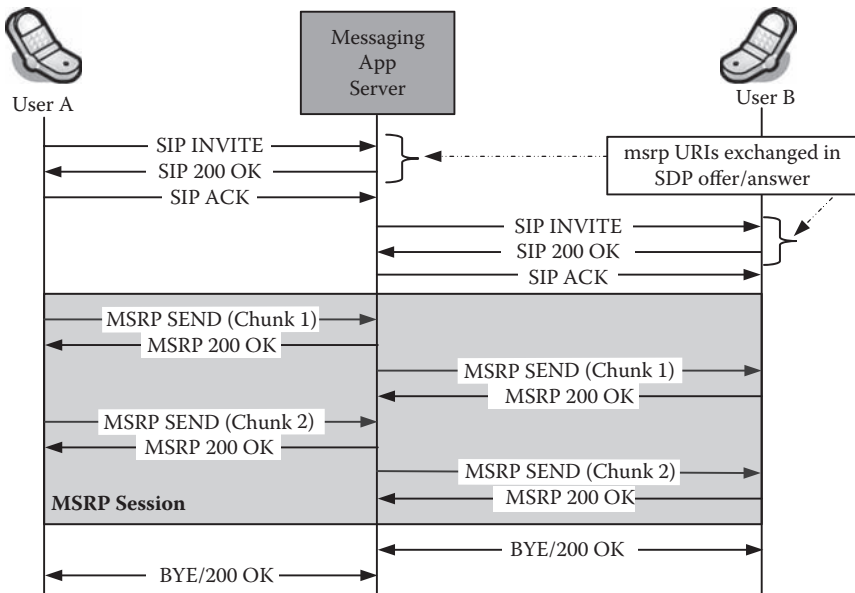 Messaging
App
Server
User A
User B
SIP INVITE
SIP 200 OK
SIP ACK
msrp URIs exchanged in
SDP offer/answer
SIP INVITE
SIP 200 OK
SIP ACK
MSRP SEND (Chunk 1)
MSRP 200 OK
MSRP SEND (Chunk 1)
MSRP 200 OK
MSRP SEND (Chunk 2)
MSRP 200 OK
MSRP SEND (Chunk 2)
MSRP 200 OK
MSRP Session
BYE/200 OK
BYE/200 OK